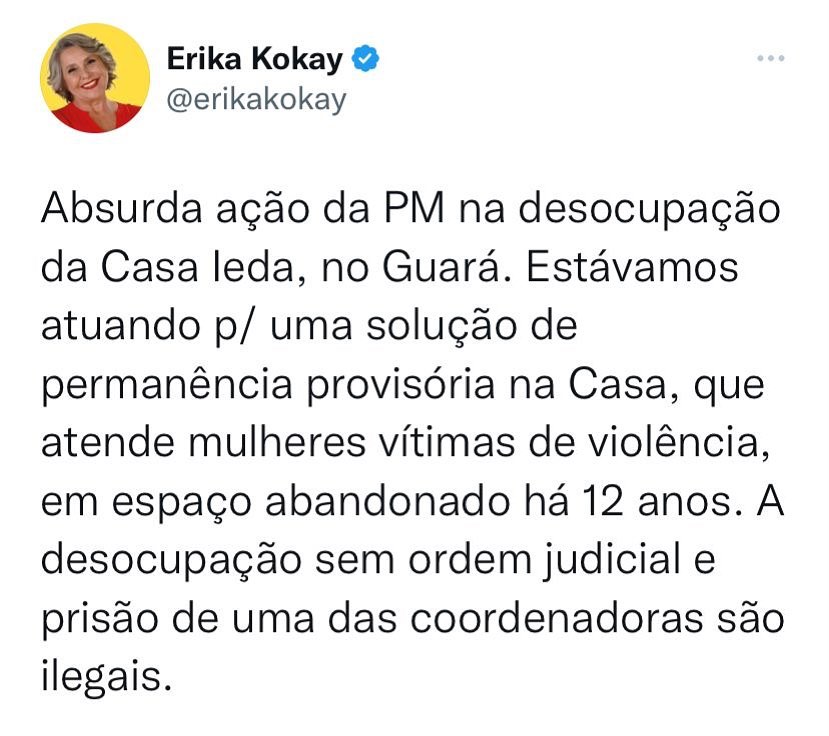 Erika Kokay
@erikakokay
Absurda ação da PM na desocupação
da Casa Ieda, no Guará. Estávamos
atuando p/ uma solução de
permanência provisória na Casa, que
atende mulheres vítimas de violência,
em espaço abandonado há 12 anos. A
desocupação sem ordem judicial e
prisão de uma das coordenadoras são
ilegais.